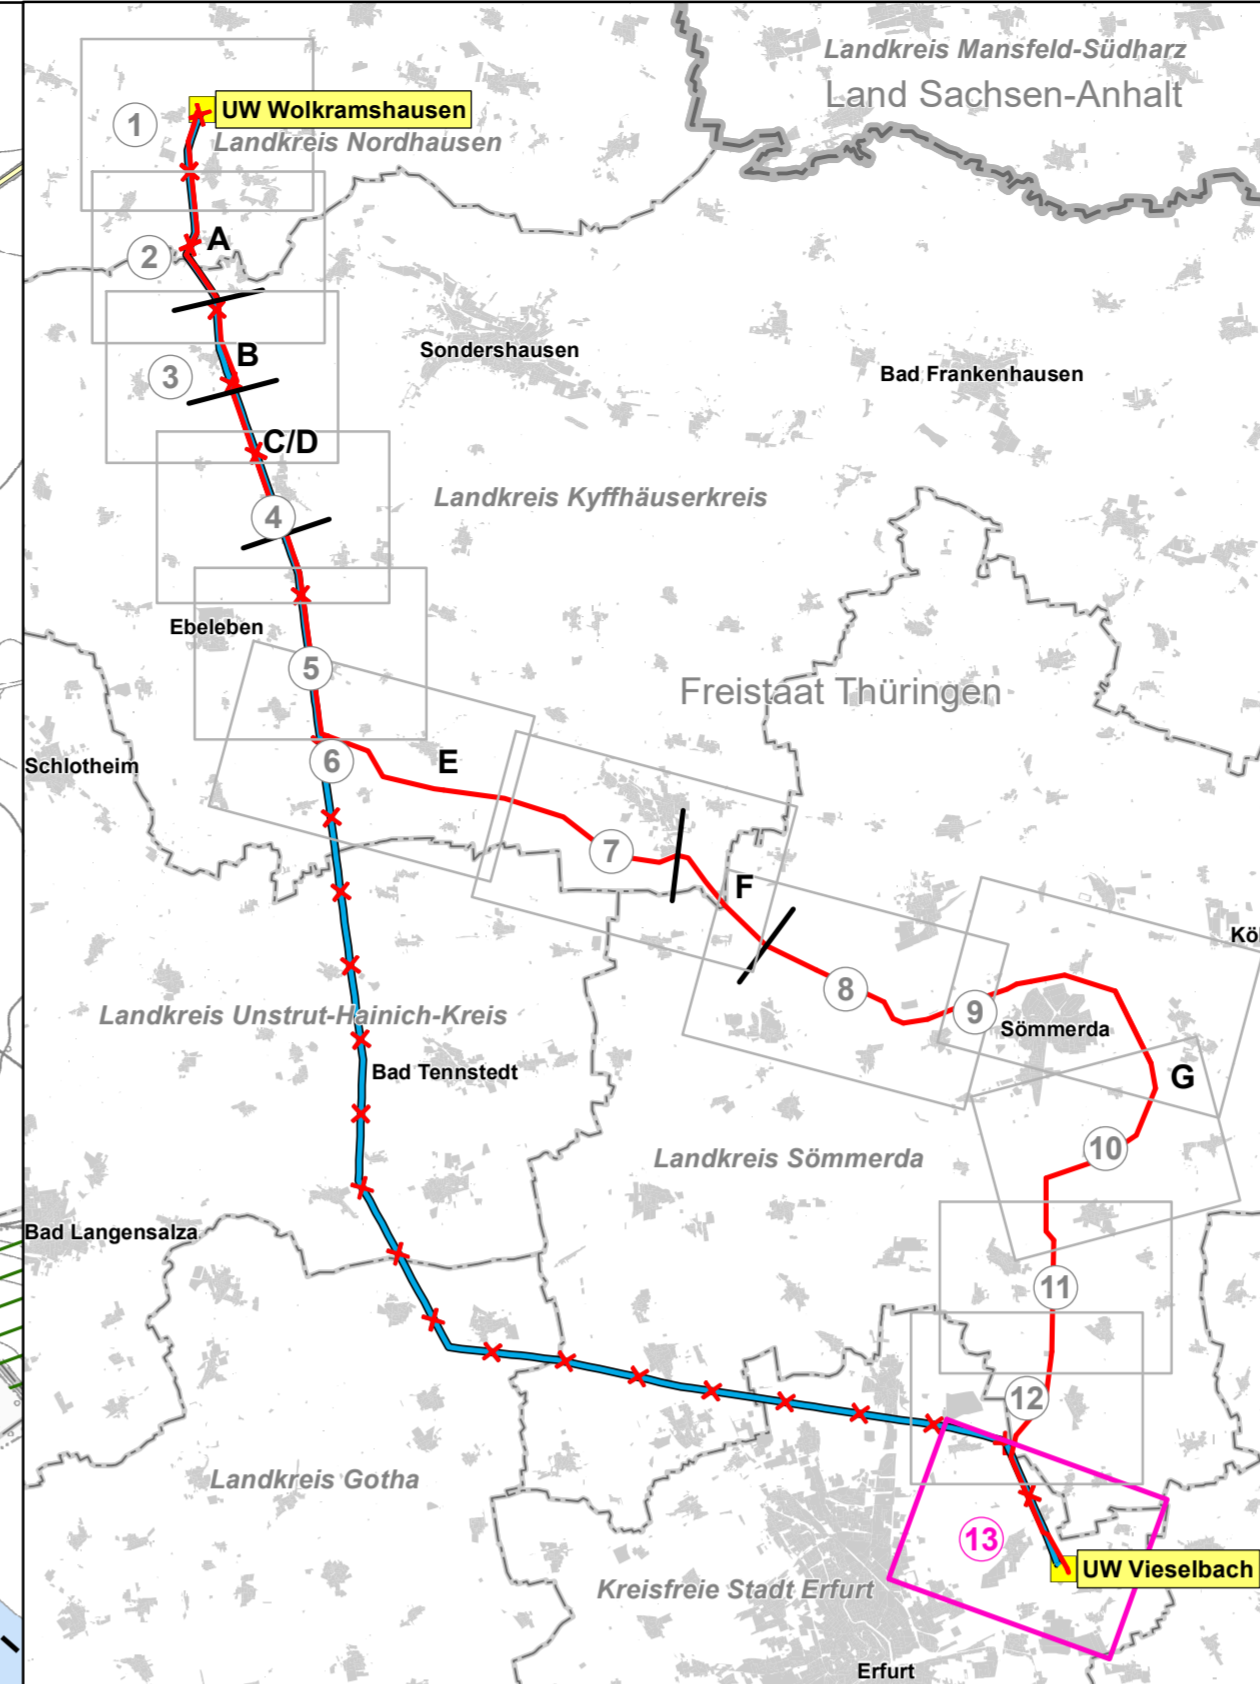 Landkreis Mansfeld-Südharz
Land Sachsen-Anhalt
UW Wolkramshausen
1
Landkreis Nordhausen
A
2
Sondershausen
B
3
Bad Frankenhausen
C/D
Landkreis Kyffhäuserkreis
4
Ebeleben
5
Freistaat Thüringen
Schlotheim
6
E
7
F
Kö
8
9
Sömmerda
Landkreis Unstrut-Hainich-Kreis
Bad Tennstedt
G
10
Landkreis Sömmerda
Bad Langensalza
11
12
Landkreis Gotha
13
UW Vieselbach
Kreisfreie Stadt Erfurt
Erfurt